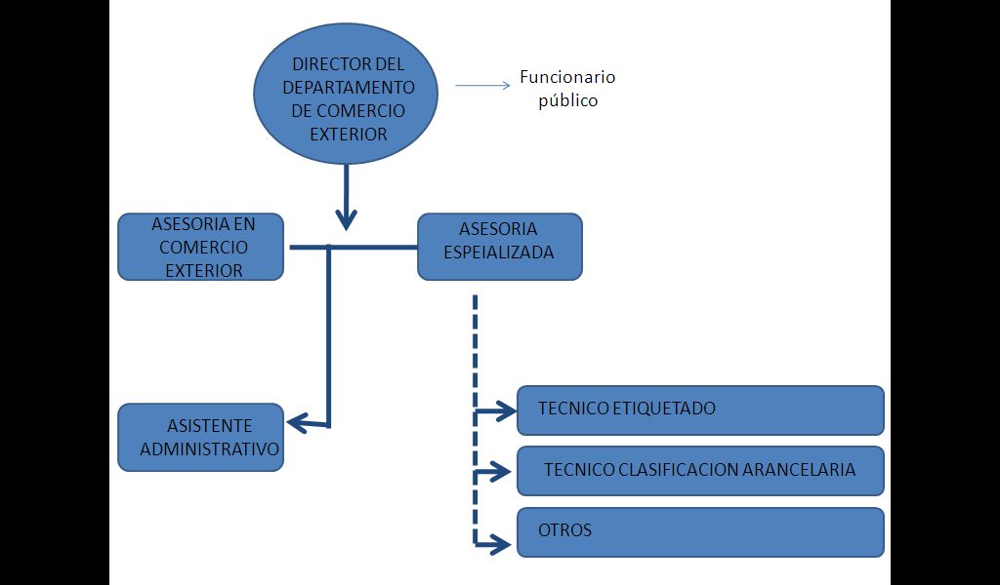 DIRECTOR DEL
DEPARTAMENTO
DE COMERCIO
EXTERIOR
Funcionario
público
ASESORIA EN
COMERCIO
EXTERIOR
ASESORIA
ESPEIALIZADA
ASISTENTE
ADMINISTRATIVO
TECNICO ETIQUETADO
TECNICO CLASIFICACION ARANCELARIA
OTROS